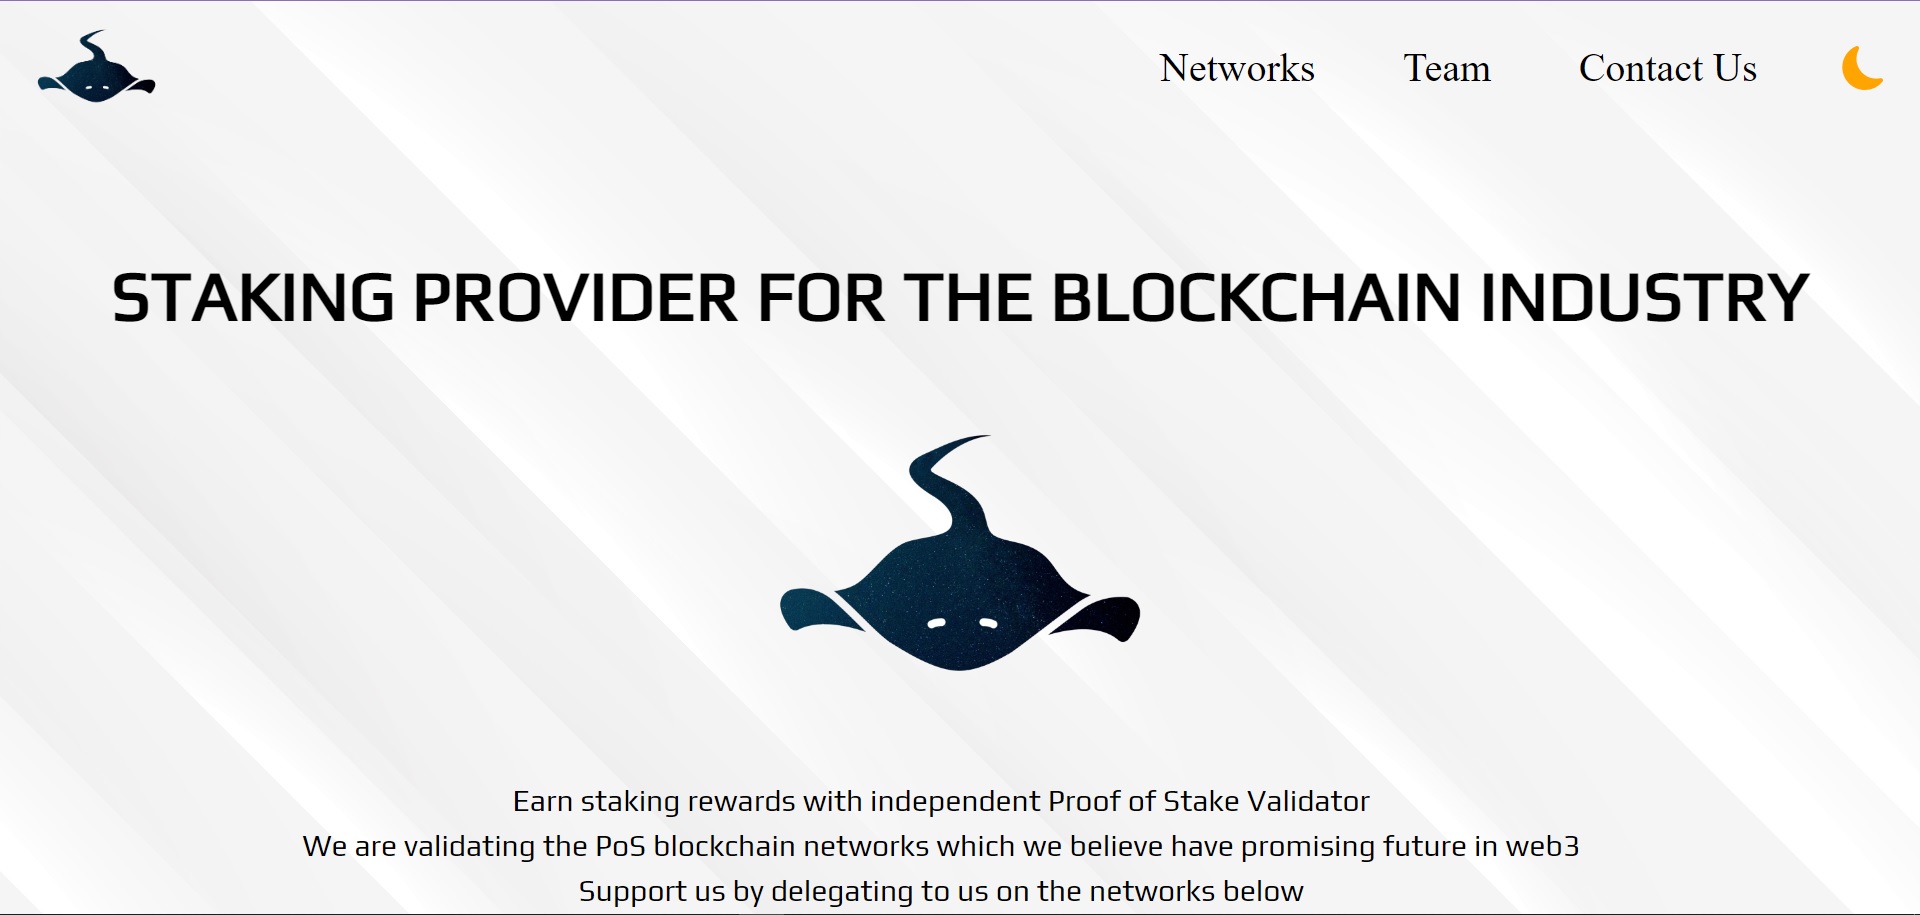 Networks Team Contact Us
STAKING PROVIDER FOR THE BLOCKCHAIN INDUSTRY
Earn staking rewards with independent Proof of Stake Validator
We are validating the PoS blockchain networks which we believe have promising future in web3
Support us by delegating to us on the networks below